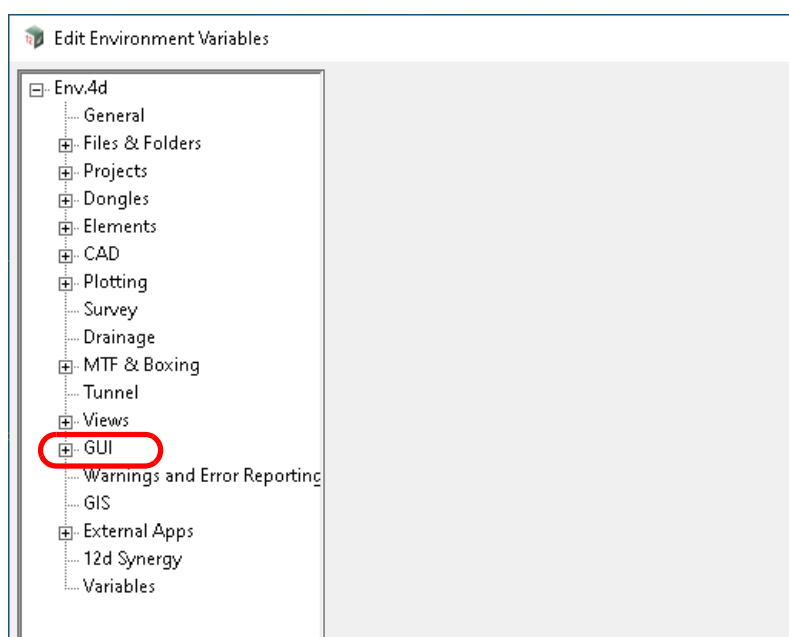 Edit Environment Variables
Env.4d
General
Files & Folders
Projects
Dongles
Elements
CAD
Plotting
Survey
Drainage
MTF & Boxing
Tunnel
Views
GUI
Warnings and Error Reporting
GIS
External Apps
12d Synergy
Variables